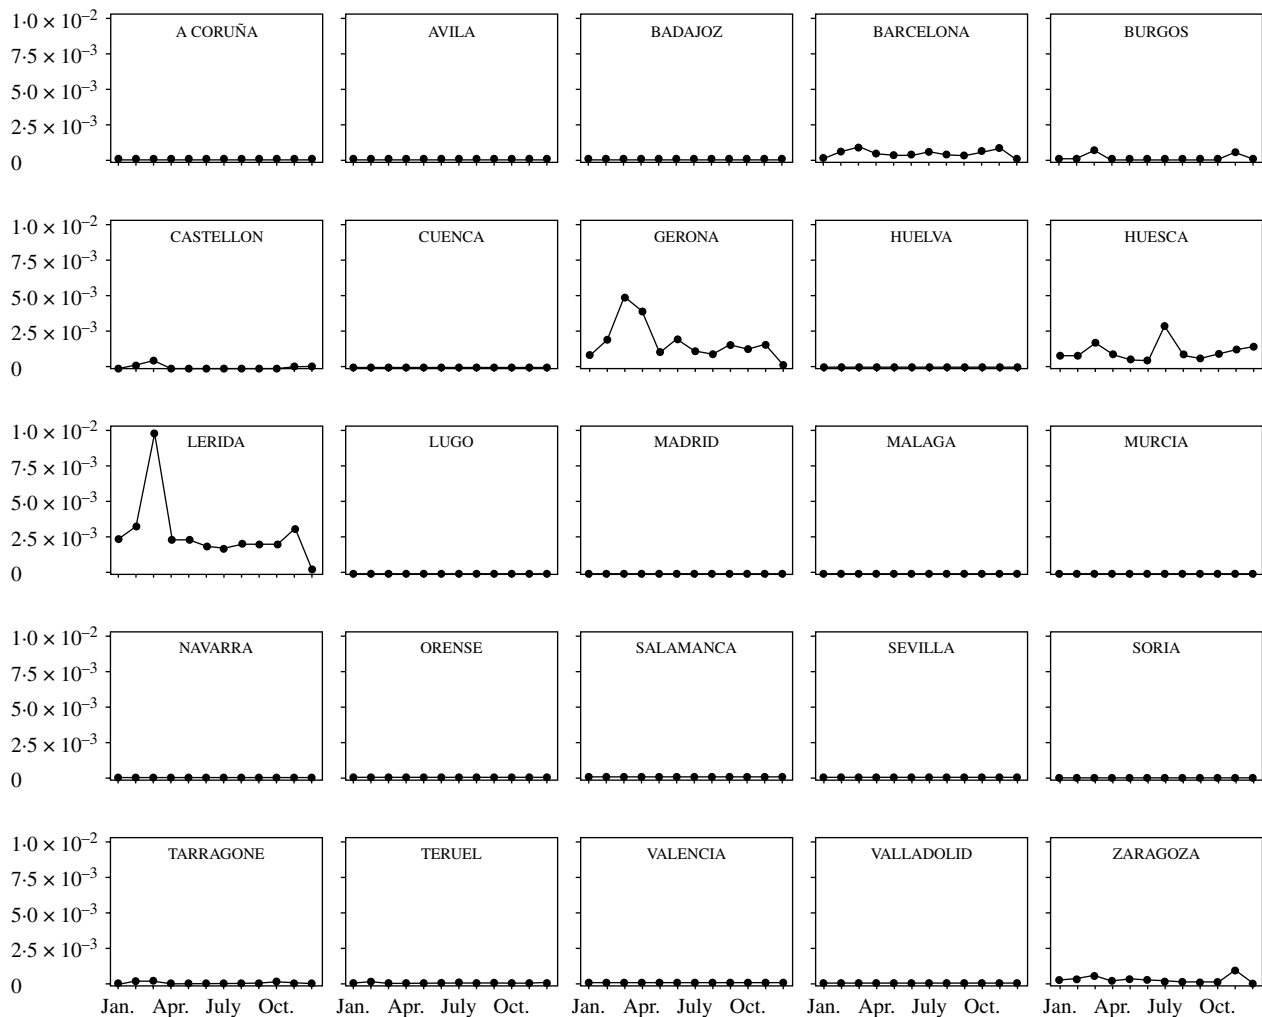 1·0 × 10⁻²
7·5 × 10⁻³
5·0 × 10⁻³
2·5 × 10⁻³
0
A CORUÑA
AVILA
BADAJOZ
BARCELONA
BURGOS
1·0 × 10⁻²
7·5 × 10⁻³
5·0 × 10⁻³
2·5 × 10⁻³
0
CASTELLON
CUENCA
GERONA
HUELVA
HUESCA
1·0 × 10⁻²
7·5 × 10⁻³
5·0 × 10⁻³
2·5 × 10⁻³
0
LERIDA
LUGO
MADRID
MALAGA
MURCIA
1·0 × 10⁻²
7·5 × 10⁻³
5·0 × 10⁻³
2·5 × 10⁻³
0
NAVARRA
ORENSE
SALAMANCA
SEVILLA
SORIA
1·0 × 10⁻²
7·5 × 10⁻³
5·0 × 10⁻³
2·5 × 10⁻³
0
TARRAGONE
TERUEL
VALENCIA
VALLADOLID
ZARAGOZA
Jan. Apr. July Oct.
Jan. Apr. July Oct.
Jan. Apr. July Oct.
Jan. Apr. July Oct.
Jan. Apr. July Oct.